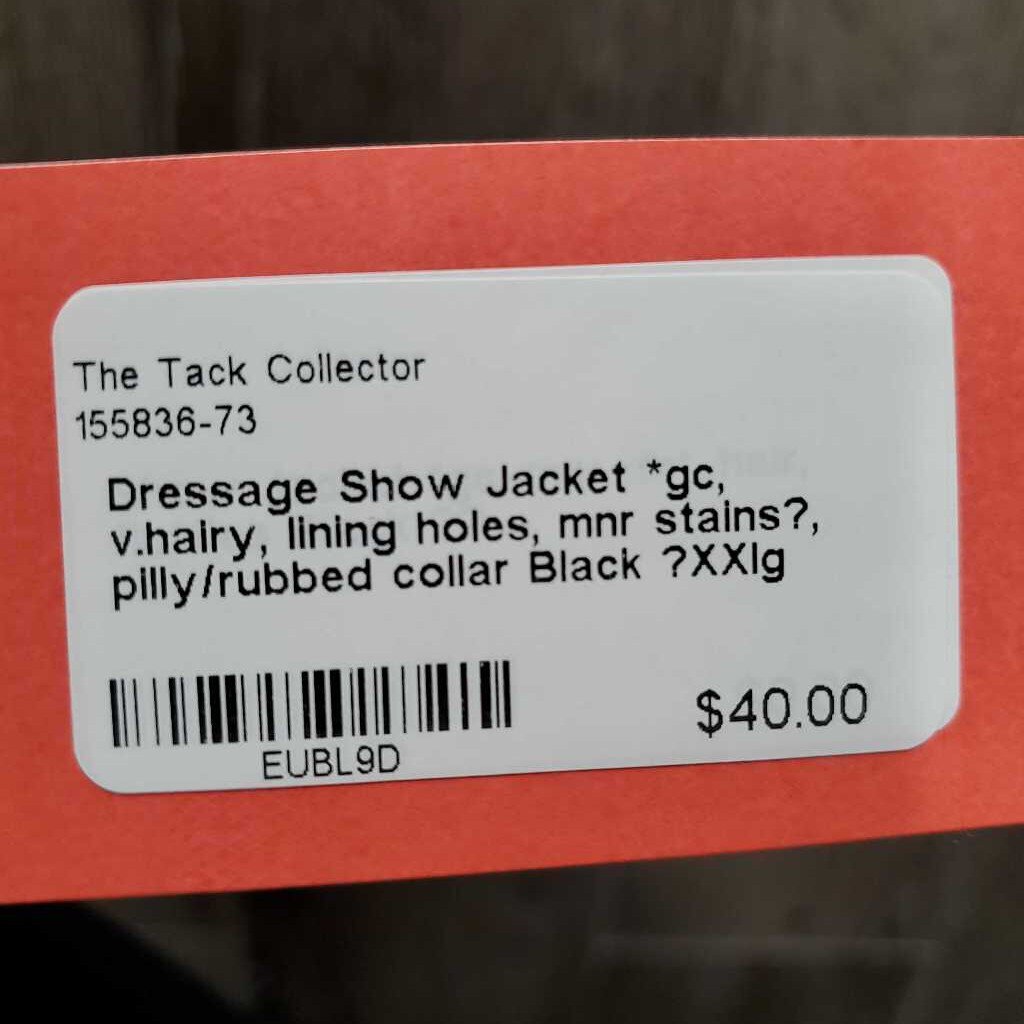 The Tack Collector
155836-73
Dressage Show Jacket *gc,
v.hairy, lining holes, mnr stains?,
pilly/rubbed collar Black ?XXlg
$40.00
EUBL9D